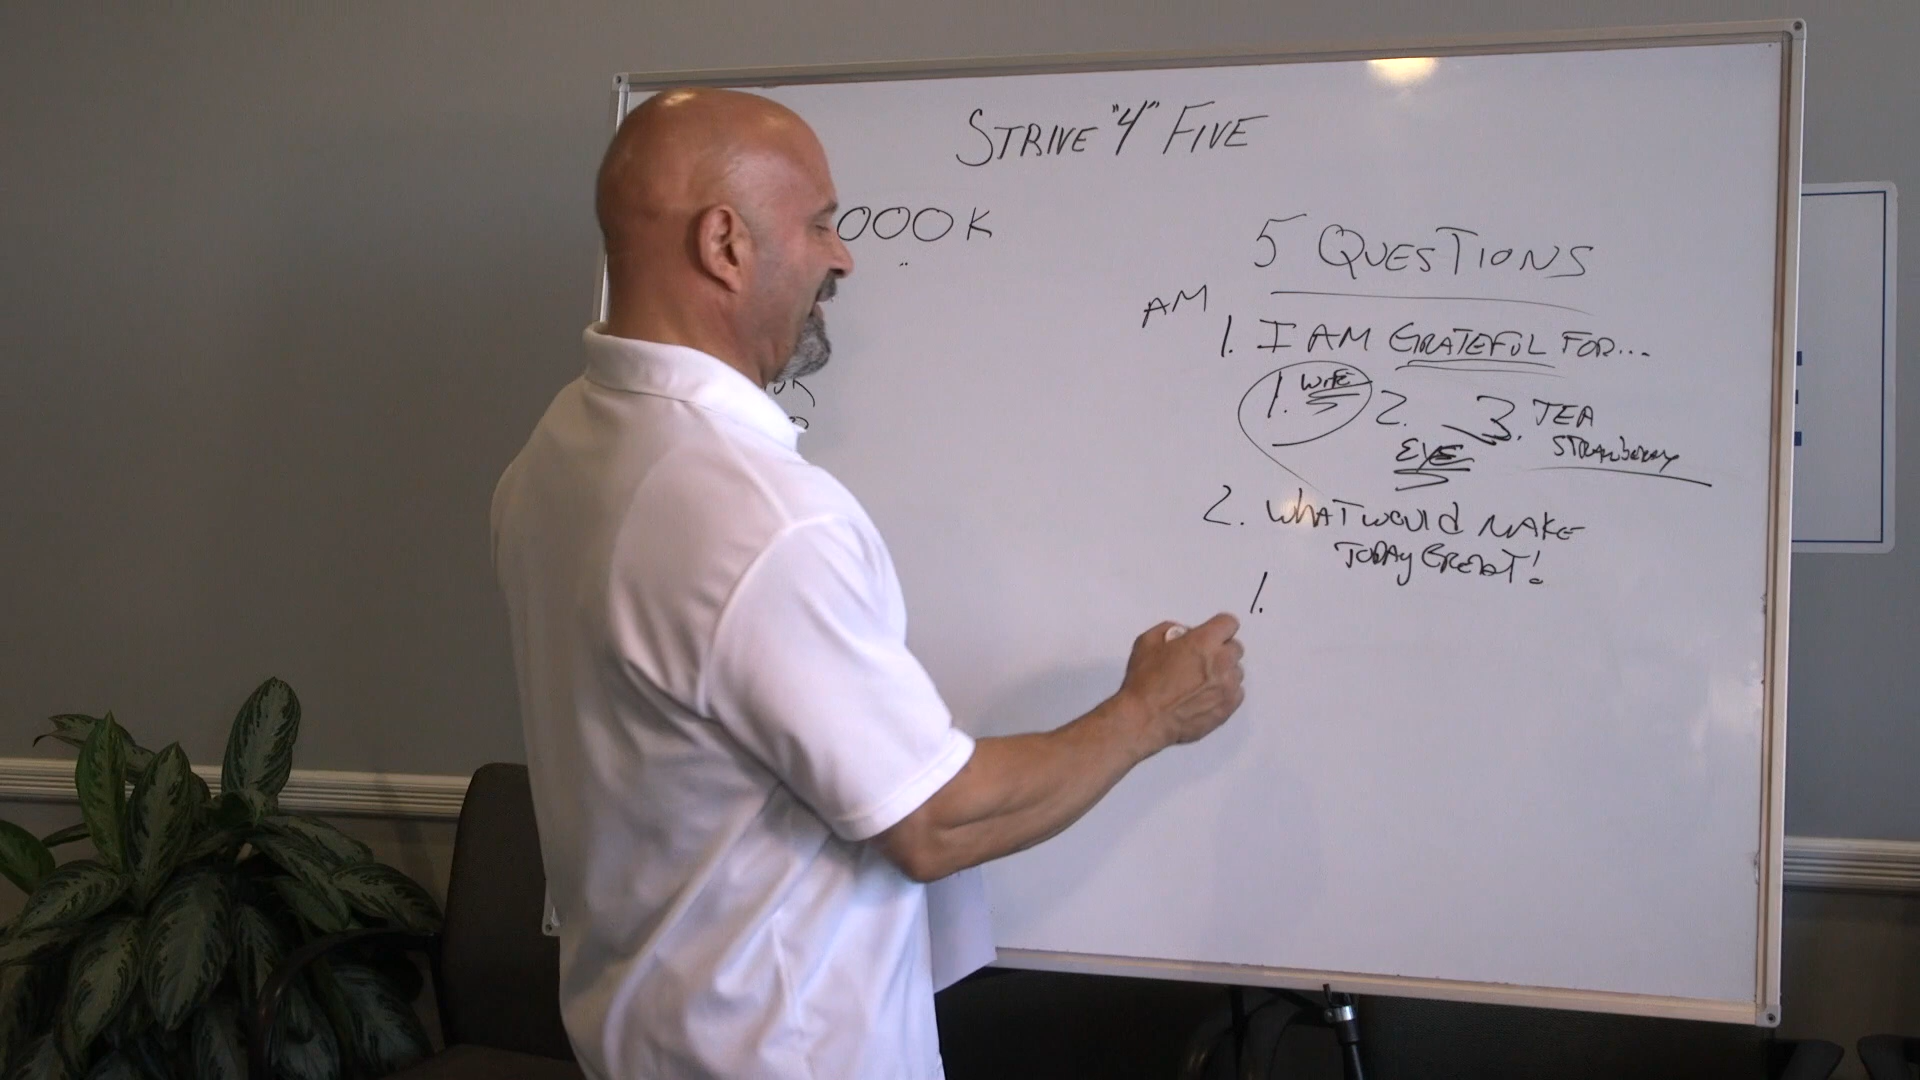 STRIVE "4" FIVE
000K
5 QUESTIONS
AM
1. I AM GRATEFUL FOR...
1. WIFE 2. EYE 3. TEA STRAWBERRY
2. WHAT WOULD MAKE
TODAY GREAT!
1.